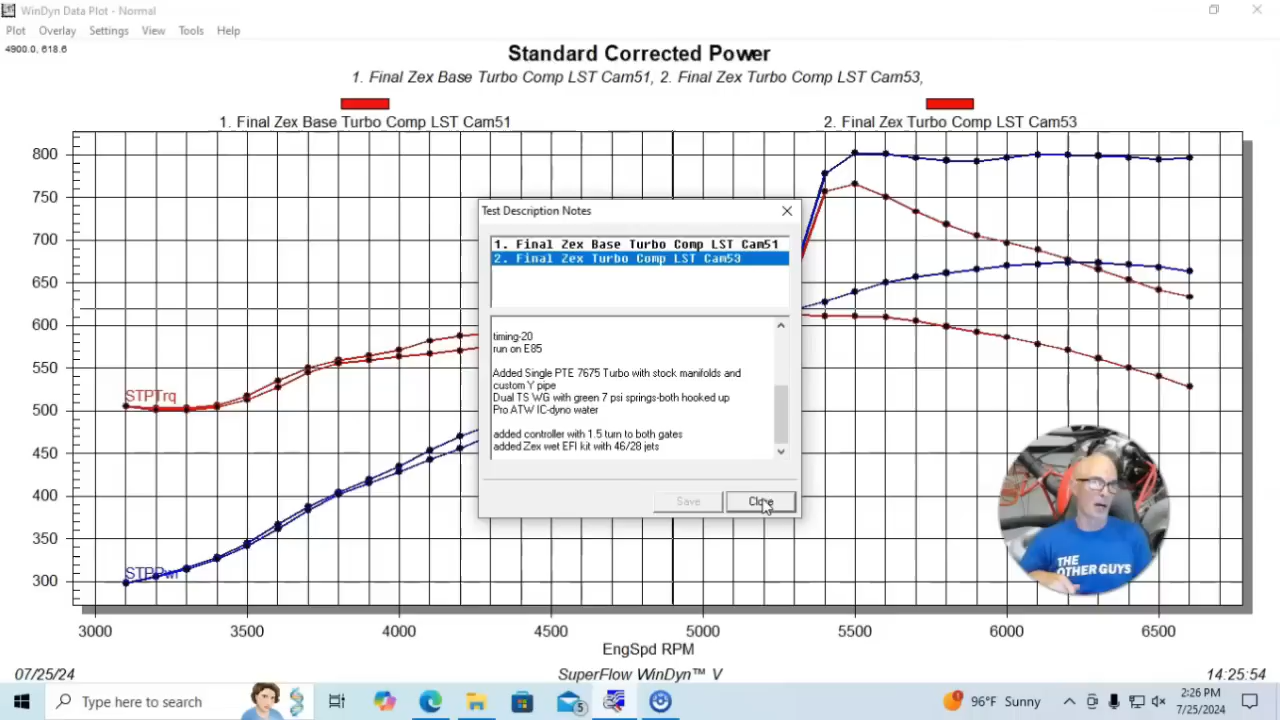 WinDyn Data Plot - Normal
Plot Overlay Settings View Tools Help
4900.0, 618.6
Standard Corrected Power
1. Final Zex Base Turbo Comp LST Cam51, 2. Final Zex Turbo Comp LST Cam53,
1. Final Zex Base Turbo Comp LST Cam51
2. Final Zex Turbo Comp LST Cam53
800
750
700
650
600
550
500
450
400
350
300
STPTrq
STPPwr
Test Description Notes
1. Final Zex Base Turbo Comp LST Cam51
2. Final Zex Turbo Comp LST Cam53
timing-20
run on E85
Added Single PTE 7675 Turbo with stock manifolds and
custom Y pipe
Dual TS WG with green 7 psi springs-both hooked up
Pro ATW IC-dyno water
added controller with 1.5 turn to both gates
added Zex wet EFI kit with 46/28 jets
Save Close
THE
OTHER GUYS
3000 3500 4000 4500 5000 5500 6000 6500
EngSpd RPM
07/25/24
SuperFlow WinDyn™ V
14:25:54
Type here to search
5
96°F Sunny
2:26 PM
7/25/2024